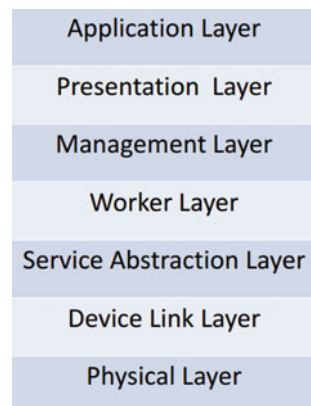 Application Layer
Presentation Layer
Management Layer
Worker Layer
Service Abstraction Layer
Device Link Layer
Physical Layer